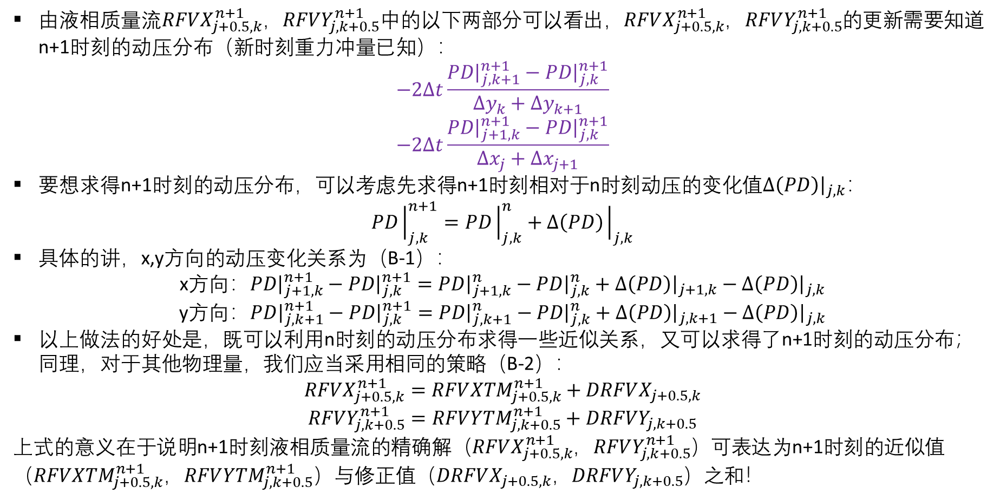 ▪ 由液相质量流$RFVX_{j+0.5,k}^{n+1}$，$RFVY_{j,k+0.5}^{n+1}$中的以下两部分可以看出，$RFVX_{j+0.5,k}^{n+1}$，$RFVY_{j,k+0.5}^{n+1}$的更新需要知道
n+1时刻的动压分布（新时刻重力冲量已知）：
$-2\Delta t\frac{PD|_{j,k+1}^{n+1}-PD|_{j,k}^{n+1}}{\Delta y_k+\Delta y_{k+1}}$
$-2\Delta t\frac{PD|_{j+1,k}^{n+1}-PD|_{j,k}^{n+1}}{\Delta x_j+\Delta x_{j+1}}$
▪ 要想求得n+1时刻的动压分布，可以考虑先求得n+1时刻相对于n时刻动压的变化值$\Delta(PD)|_{j,k}$：
$PD|_{j,k}^{n+1}=PD|_{j,k}^{n}+\Delta(PD)|_{j,k}$
▪ 具体的讲，x,y方向的动压变化关系为（B-1）：
x方向：$PD|_{j+1,k}^{n+1}-PD|_{j,k}^{n+1}=PD|_{j+1,k}^{n}-PD|_{j,k}^{n}+\Delta(PD)|_{j+1,k}-\Delta(PD)|_{j,k}$
y方向：$PD|_{j,k+1}^{n+1}-PD|_{j,k}^{n+1}=PD|_{j,k+1}^{n}-PD|_{j,k}^{n}+\Delta(PD)|_{j,k+1}-\Delta(PD)|_{j,k}$
▪ 以上做法的好处是，既可以利用n时刻的动压分布求得一些近似关系，又可以求得了n+1时刻的动压分布；
同理，对于其他物理量，我们应当采用相同的策略（B-2）：
$RFVX_{j+0.5,k}^{n+1}=RFVXTM_{j+0.5,k}^{n+1}+DRFVX_{j+0.5,k}$
$RFVY_{j,k+0.5}^{n+1}=RFVYTM_{j,k+0.5}^{n+1}+DRFVY_{j,k+0.5}$
上式的意义在于说明n+1时刻液相质量流的精确解（$RFVX_{j+0.5,k}^{n+1}$，$RFVY_{j,k+0.5}^{n+1}$）可表达为n+1时刻的近似值
（$RFVXTM_{j+0.5,k}^{n+1}$，$RFVYTM_{j,k+0.5}^{n+1}$）与修正值（$DRFVX_{j+0.5,k}$，$DRFVY_{j,k+0.5}$）之和！